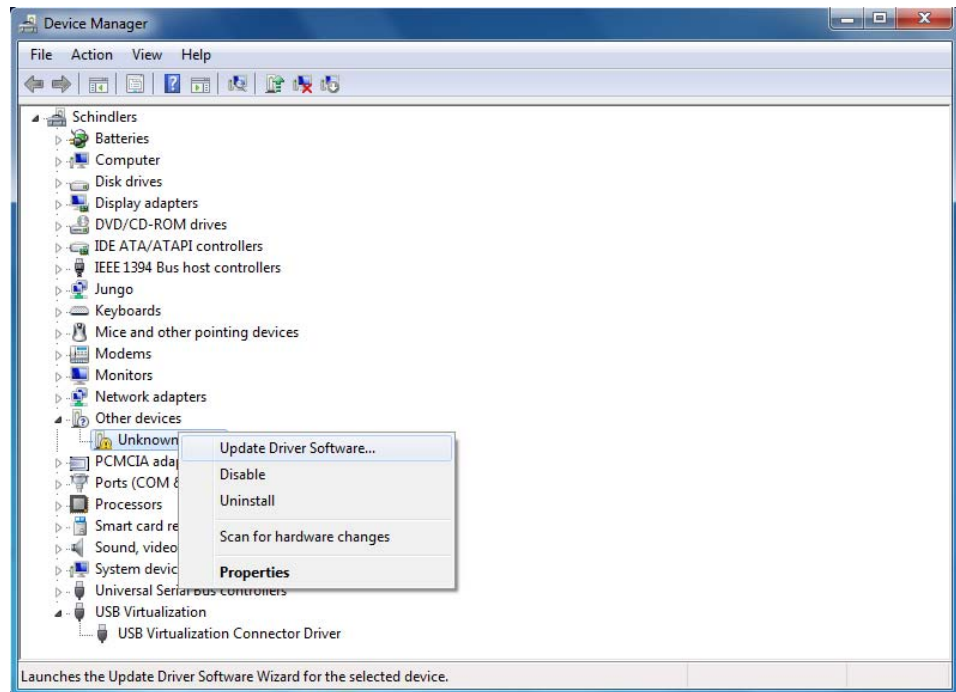 Device Manager
File Action View Help
Schindlers
Batteries
Computer
Disk drives
Display adapters
DVD/CD-ROM drives
IDE ATA/ATAPI controllers
IEEE 1394 Bus host controllers
Jungo
Keyboards
Mice and other pointing devices
Modems
Monitors
Network adapters
Other devices
Unknown
Update Driver Software...
PCMCIA
Disable
Ports (COM &
Uninstall
Processors
Smart card
Scan for hardware changes
Sound, video
System
Properties
Universal Serial Bus controllers
USB Virtualization
USB Virtualization Connector Driver
Launches the Update Driver Software Wizard for the selected device.